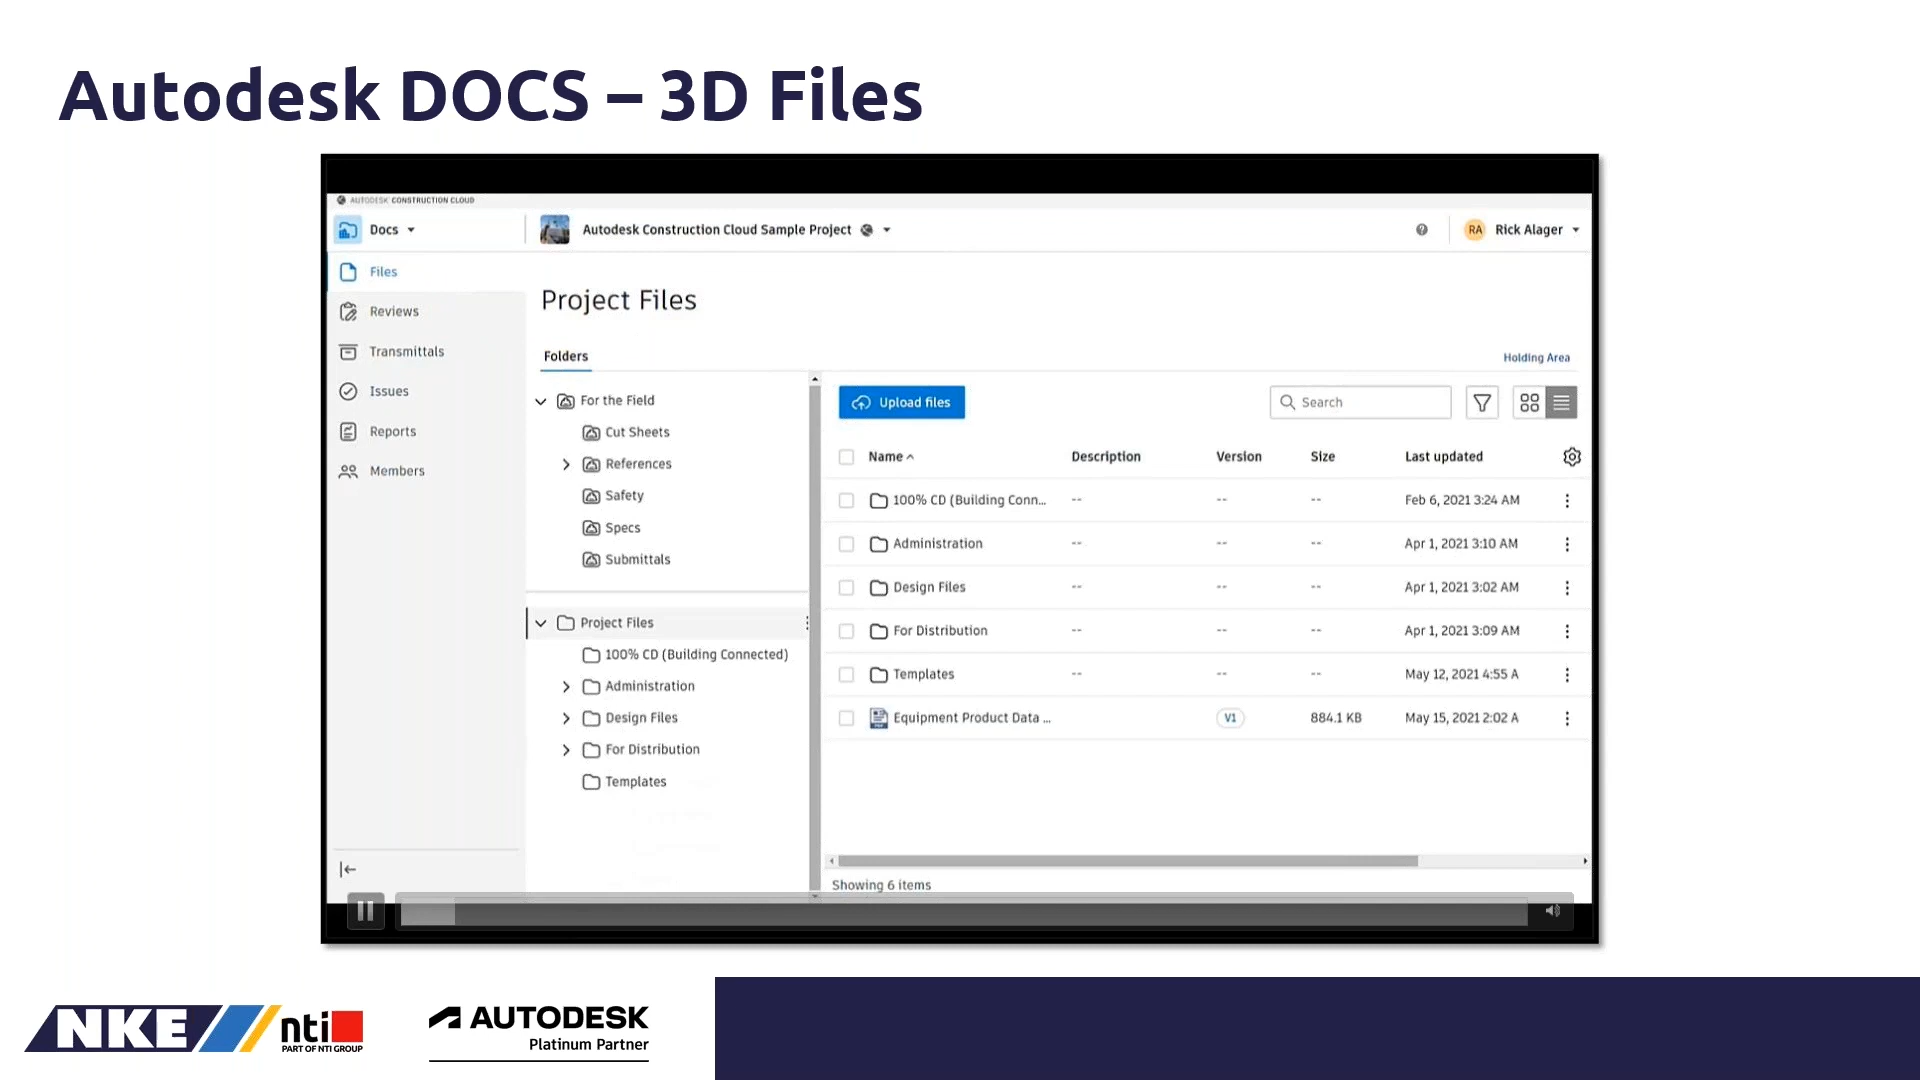 Autodesk DOCS – 3D Files
AUTODESK CONSTRUCTION CLOUD
Docs
Autodesk Construction Cloud Sample Project
RA
Rick Alager
Files
Reviews
Transmittals
Issues
Reports
Members
Project Files
Folders
Holding Area
For the Field
Cut Sheets
References
Safety
Specs
Submittals
Project Files
100% CD (Building Connected)
Administration
Design Files
For Distribution
Templates
Upload files
Search
Name Description Version Size Last updated
100% CD (Building Conn... -- -- -- Feb 6, 2021 3:24 AM
Administration -- -- -- Apr 1, 2021 3:10 AM
Design Files -- -- -- Apr 1, 2021 3:02 AM
For Distribution -- -- -- Apr 1, 2021 3:09 AM
Templates -- -- -- May 12, 2021 4:55 A
Equipment Product Data ... V1 884.1 KB May 15, 2021 2:02 A
Showing 6 items
NKE
nti
PART OF NTI GROUP
AUTODESK
Platinum Partner